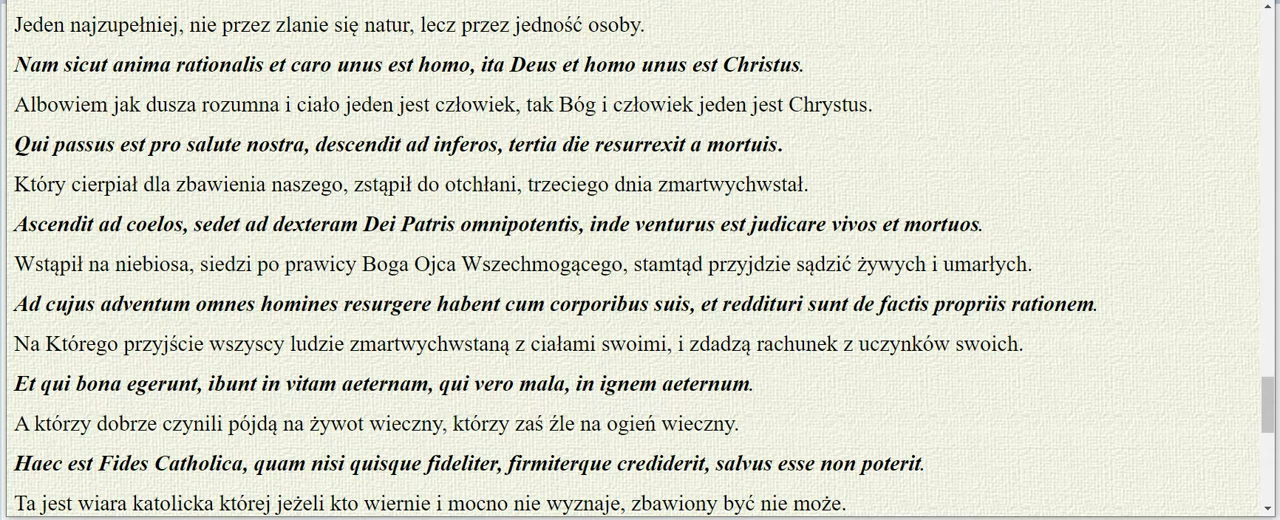 Jeden najzupełniej, nie przez zlanie się natur, lecz przez jedność osoby.
Nam sicut anima rationalis et caro unus est homo, ita Deus et homo unus est Christus.
Albowiem jak dusza rozumna i ciało jeden jest człowiek, tak Bóg i człowiek jeden jest Chrystus.
Qui passus est pro salute nostra, descendit ad inferos, tertia die resurrexit a mortuis.
Który cierpiał dla zbawienia naszego, zstąpił do otchłani, trzeciego dnia zmartwychwstał.
Ascendit ad coelos, sedet ad dexteram Dei Patris omnipotentis, inde venturus est judicare vivos et mortuos.
Wstąpił na niebiosa, siedzi po prawicy Boga Ojca Wszechmogącego, stamtąd przyjdzie sądzić żywych i umarłych.
Ad cujus adventum omnes homines resurgere habent cum corporibus suis, et reddituri sunt de factis propriis rationem.
Na Którego przyjście wszyscy ludzie zmartwychwstaną z ciałami swoimi, i zdadzą rachunek z uczynków swoich.
Et qui bona egerunt, ibunt in vitam aeternam, qui vero mala, in ignem aeternum.
A którzy dobrze czynili pójdą na żywot wieczny, którzy zaś źle na ogień wieczny.
Haec est Fides Catholica, quam nisi quisque fideliter, firmiterque crediderit, salvus esse non poterit.
Ta jest wiara katolicka której jeżeli kto wiernie i mocno nie wyznaje, zbawiony być nie może.